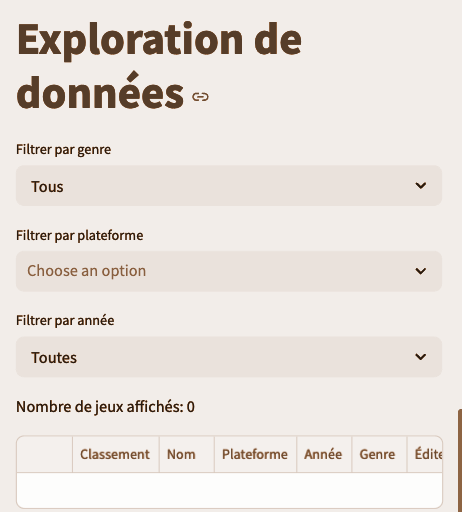 Exploration de
données
Filtrer par genre
Tous
Filtrer par plateforme
Choose an option
Filtrer par année
Toutes
Nombre de jeux affichés: 0
Classement Nom Plateforme Année Genre Édite